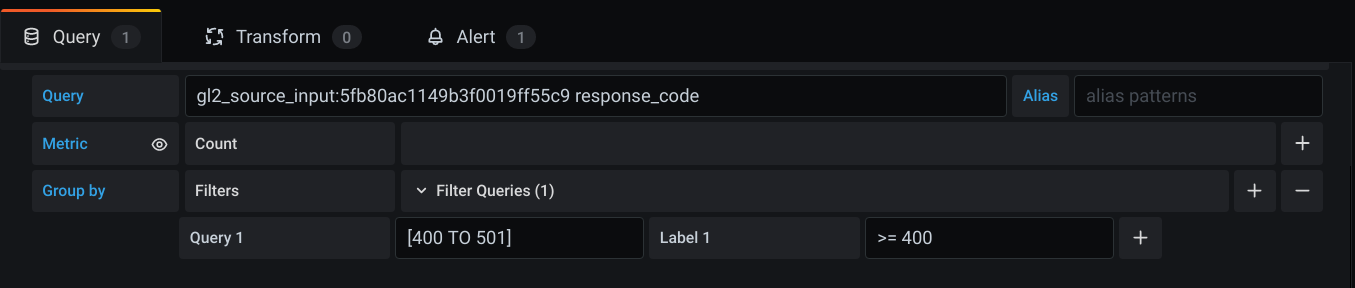 Query 1 Transform 0 Alert 1
Query gl2_source_input:5fb80ac1149b3f0019ff55c9 response_code Alias alias patterns
Metric Count +
Group by Filters Filter Queries (1) + −
Query 1 [400 TO 501] Label 1 >= 400 +